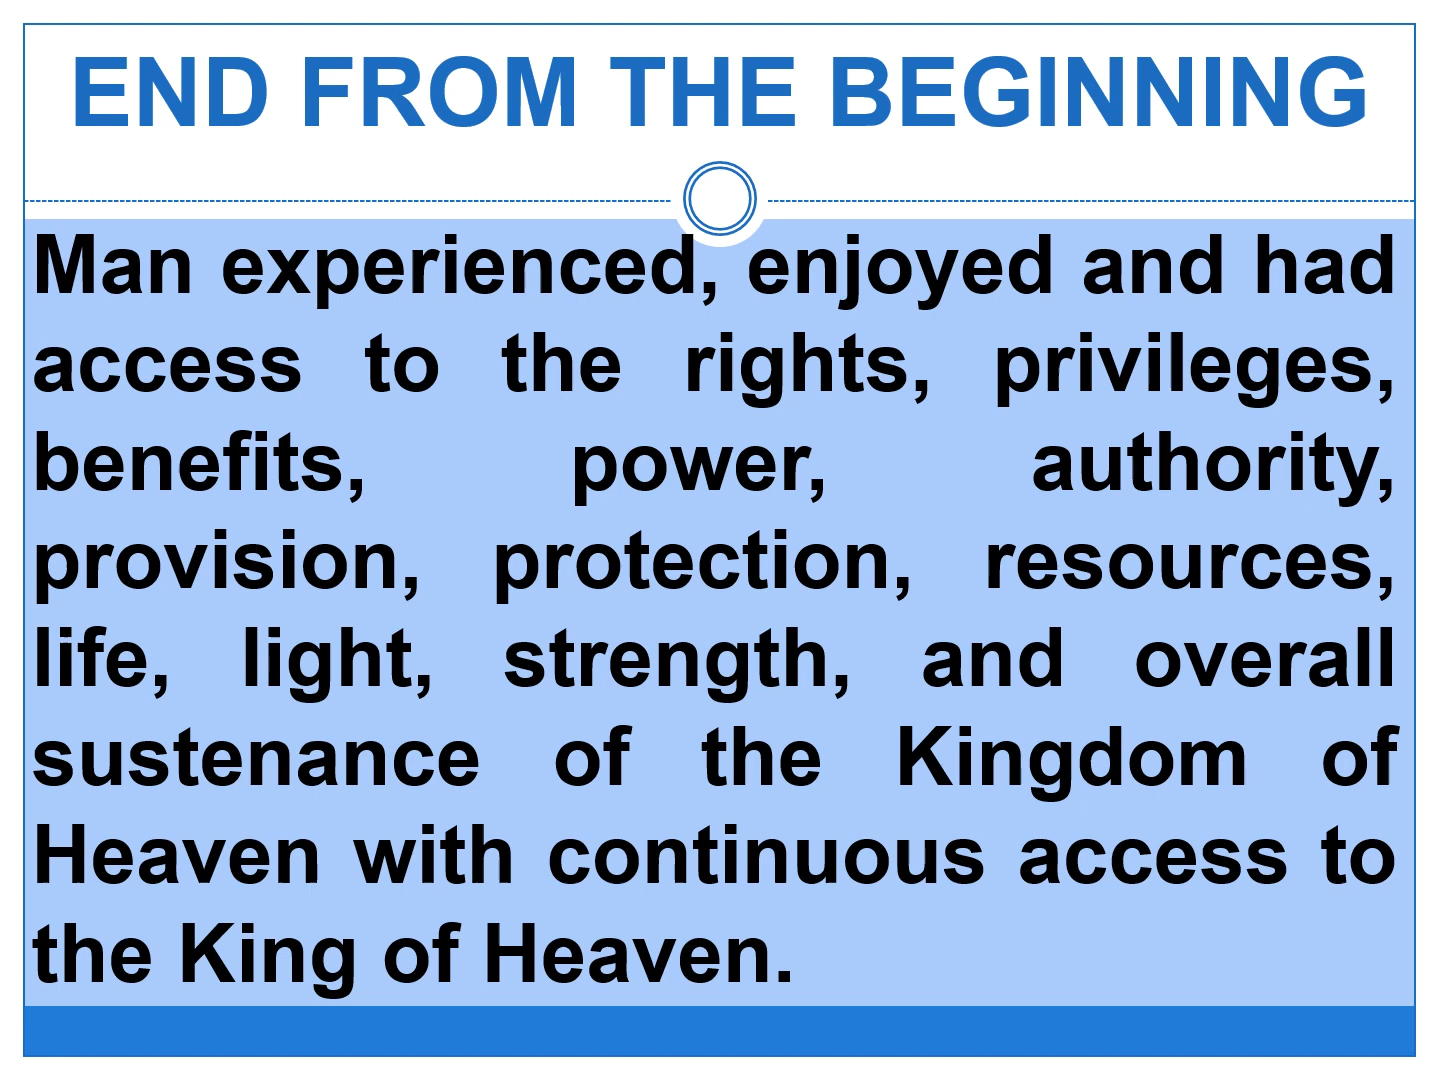 END FROM THE BEGINNING
Man experienced, enjoyed and had
access to the rights, privileges,
benefits, power, authority,
provision, protection, resources,
life, light, strength, and overall
sustenance of the Kingdom of
Heaven with continuous access to
the King of Heaven.